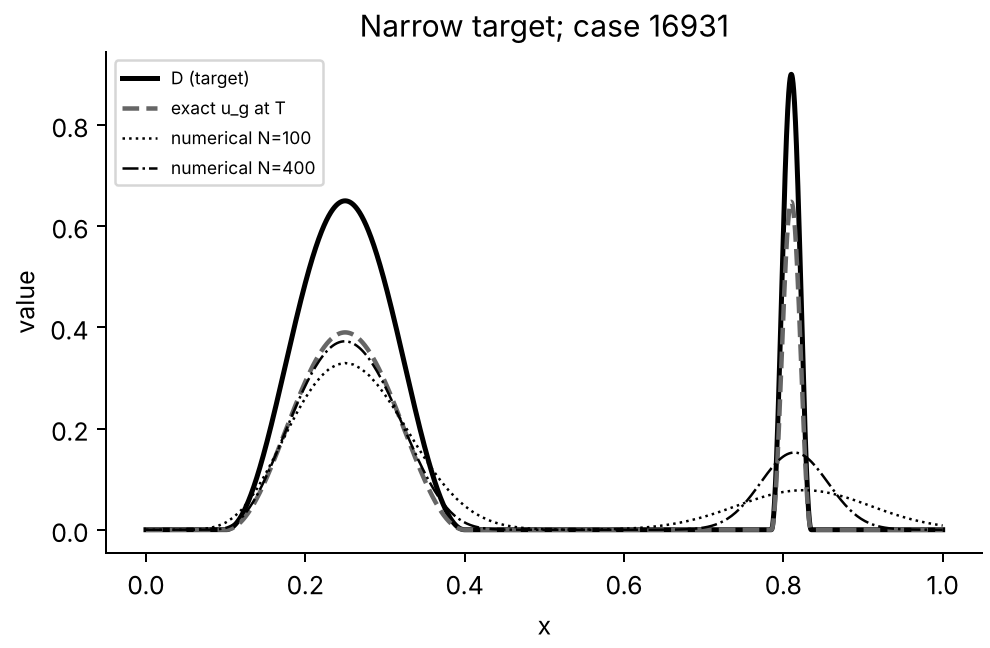 Narrow target; case 16931
D (target)
exact u_g at T
numerical N=100
numerical N=400
value
0.8
0.6
0.4
0.2
0.0
0.0 0.2 0.4 0.6 0.8 1.0
x